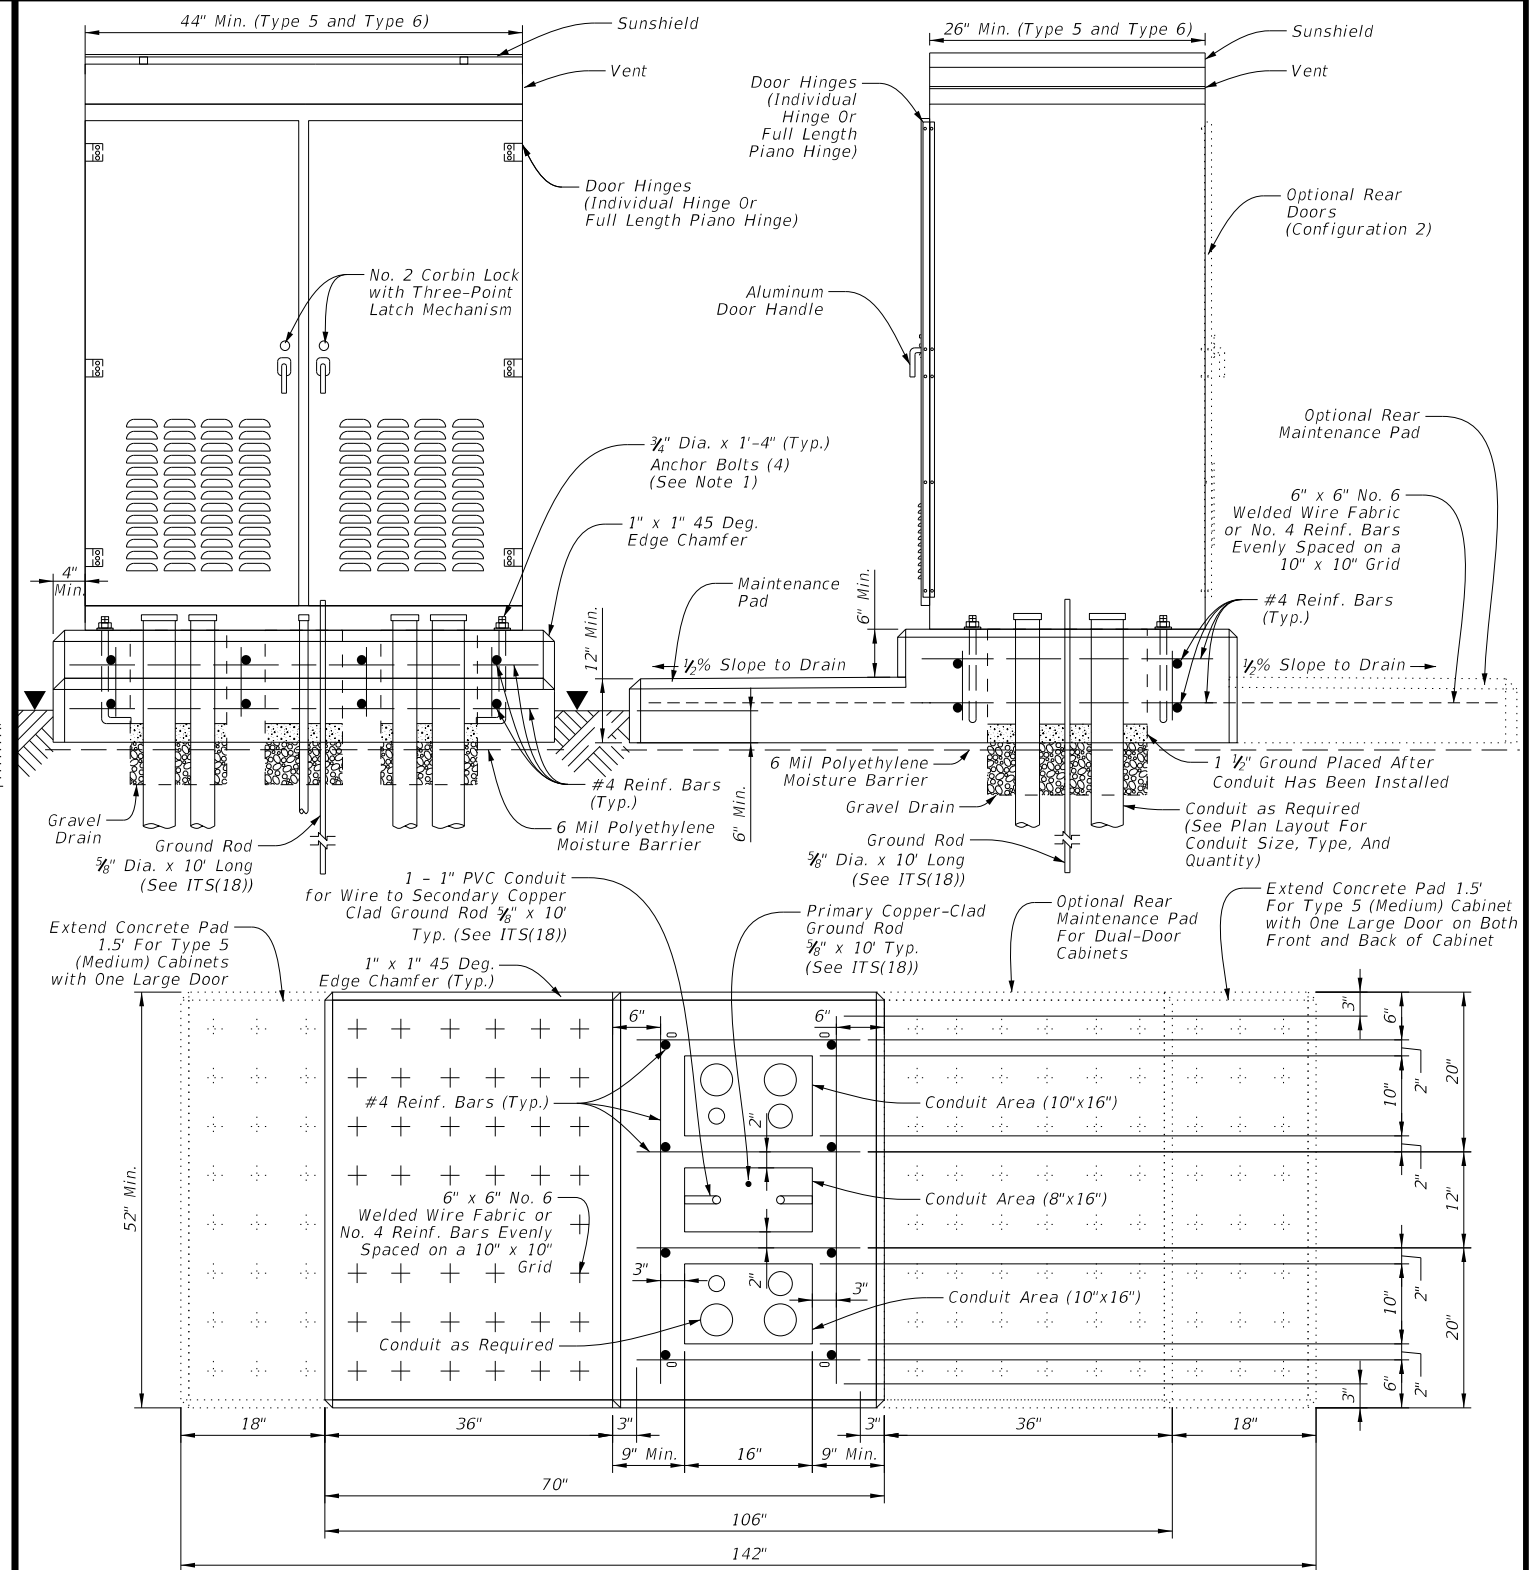 44" Min. (Type 5 and Type 6)
Sunshield
Vent
Door Hinges
(Individual Hinge Or
Full Length Piano Hinge)
No. 2 Corbin Lock
with Three-Point
Latch Mechanism
3/4" Dia. x 1'-4" (Typ.)
Anchor Bolts (4)
(See Note 1)
1" x 1" 45 Deg.
Edge Chamfer
4"
Min.
#4 Reinf. Bars
(Typ.)
6 Mil Polyethylene
Moisture Barrier
Gravel
Drain
Ground Rod
5/8" Dia. x 10' Long
(See ITS(18))
26" Min. (Type 5 and Type 6)
Sunshield
Vent
Door Hinges
(Individual
Hinge Or
Full Length
Piano Hinge)
Optional Rear
Doors
(Configuration 2)
Aluminum
Door Handle
Optional Rear
Maintenance Pad
6" x 6" No. 6
Welded Wire Fabric
or No. 4 Reinf. Bars
Evenly Spaced on a
10" x 10" Grid
#4 Reinf. Bars
(Typ.)
Maintenance
Pad
6" Min.
12" Min.
1/2% Slope to Drain
1/2% Slope to Drain
6 Mil Polyethylene
Moisture Barrier
6" Min.
Gravel Drain
1 1/2" Ground Placed After
Conduit Has Been Installed
Conduit as Required
(See Plan Layout For
Conduit Size, Type, And
Quantity)
Ground Rod
5/8" Dia. x 10' Long
(See ITS(18))
1 - 1" PVC Conduit
for Wire to Secondary Copper
Clad Ground Rod 5/8" x 10'
Typ. (See ITS(18))
Primary Copper-Clad
Ground Rod
5/8" x 10' Typ.
(See ITS(18))
Optional Rear
Maintenance Pad
For Dual-Door
Cabinets
Extend Concrete Pad 1.5'
For Type 5 (Medium) Cabinet
with One Large Door on Both
Front and Back of Cabinet
Extend Concrete Pad
1.5' For Type 5
(Medium) Cabinets
with One Large Door
1" x 1" 45 Deg.
Edge Chamfer (Typ.)
6"
6"
3"
6"
2"
20"
10"
#4 Reinf. Bars (Typ.)
2"
Conduit Area (10"x16")
2"
52" Min.
6" x 6" No. 6
Welded Wire Fabric or
No. 4 Reinf. Bars Evenly
Spaced on a 10" x 10"
Grid
Conduit Area (8"x16")
12"
3"
2"
3"
2"
Conduit Area (10"x16")
10"
20"
Conduit as Required
2"
3"
6"
18"
36"
3"
3"
36"
18"
9" Min.
16"
9" Min.
70"
106"
142"